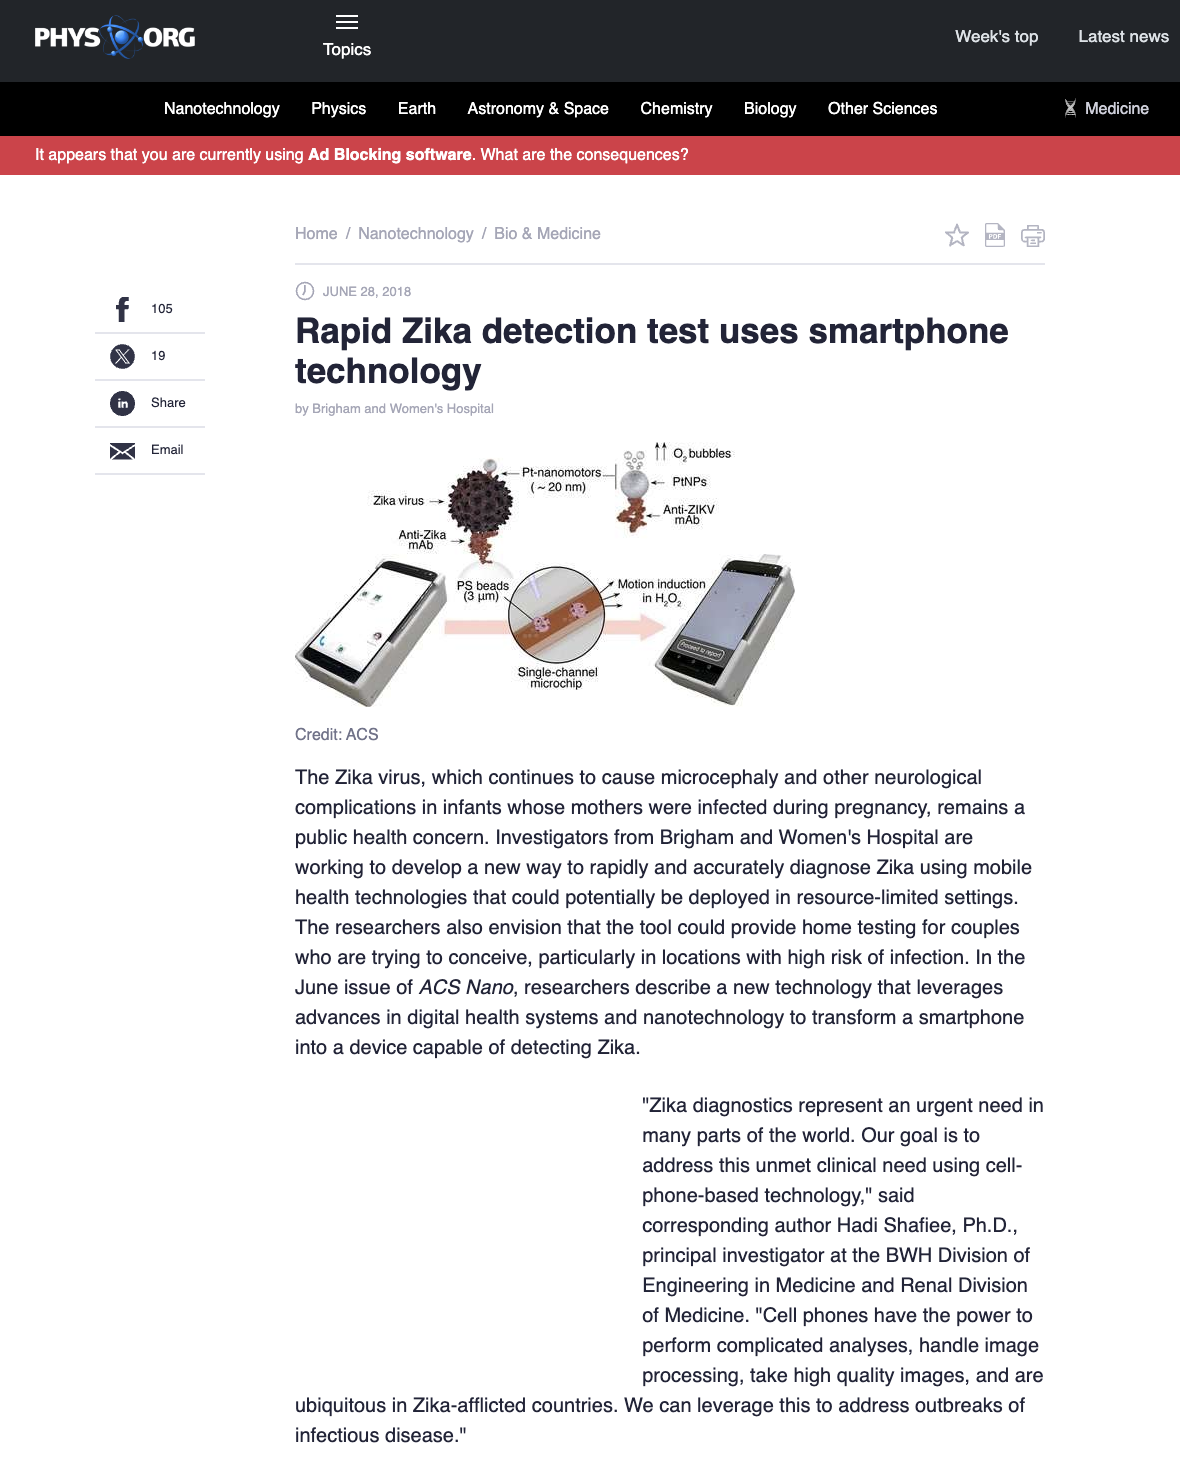 PHYS ORG
Topics
Week's top
Latest news
Nanotechnology Physics Earth Astronomy & Space Chemistry Biology Other Sciences Medicine
It appears that you are currently using Ad Blocking software. What are the consequences?
Home / Nanotechnology / Bio & Medicine
PDF
JUNE 28, 2018
105
19
Share
Email
Rapid Zika detection test uses smartphone
technology
by Brigham and Women's Hospital
O2 bubbles
Pt-nanomotors
(~20 nm)
PtNPs
Zika virus
Anti-ZIKV
mAb
Anti-Zika
mAb
PS beads
(3 µm)
Motion induction
in H2O2
Proceed to report
Single-channel
microchip
Credit: ACS
The Zika virus, which continues to cause microcephaly and other neurological
complications in infants whose mothers were infected during pregnancy, remains a
public health concern. Investigators from Brigham and Women's Hospital are
working to develop a new way to rapidly and accurately diagnose Zika using mobile
health technologies that could potentially be deployed in resource-limited settings.
The researchers also envision that the tool could provide home testing for couples
who are trying to conceive, particularly in locations with high risk of infection. In the
June issue of ACS Nano, researchers describe a new technology that leverages
advances in digital health systems and nanotechnology to transform a smartphone
into a device capable of detecting Zika.
"Zika diagnostics represent an urgent need in
many parts of the world. Our goal is to
address this unmet clinical need using cell-
phone-based technology," said
corresponding author Hadi Shafiee, Ph.D.,
principal investigator at the BWH Division of
Engineering in Medicine and Renal Division
of Medicine. "Cell phones have the power to
perform complicated analyses, handle image
processing, take high quality images, and are
ubiquitous in Zika-afflicted countries. We can leverage this to address outbreaks of
infectious disease."